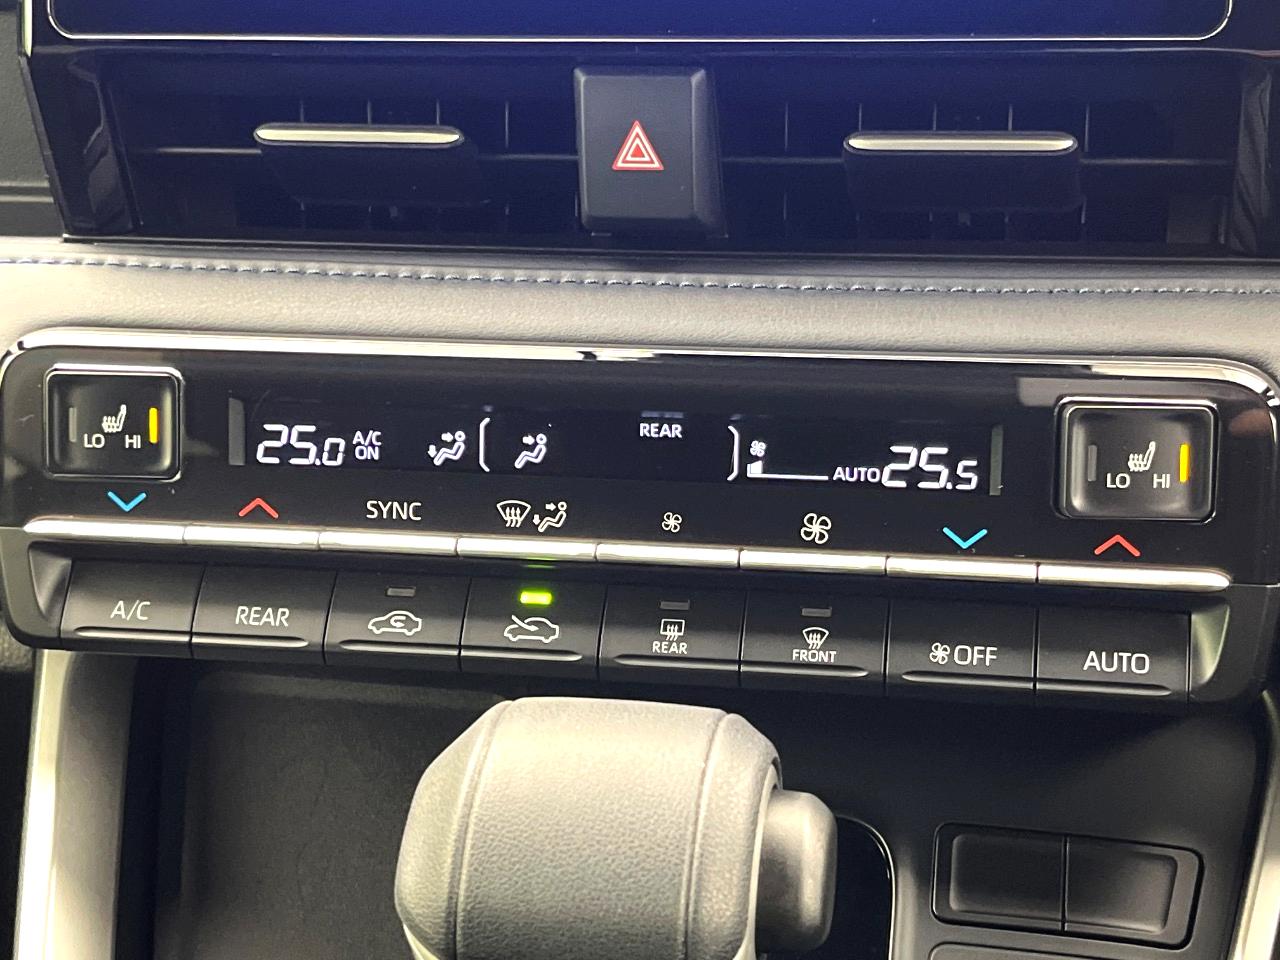 LO HI
25.0 A/C ON
REAR
AUTO 25.5
LO HI
SYNC
A/C
REAR
REAR
FRONT
OFF
AUTO